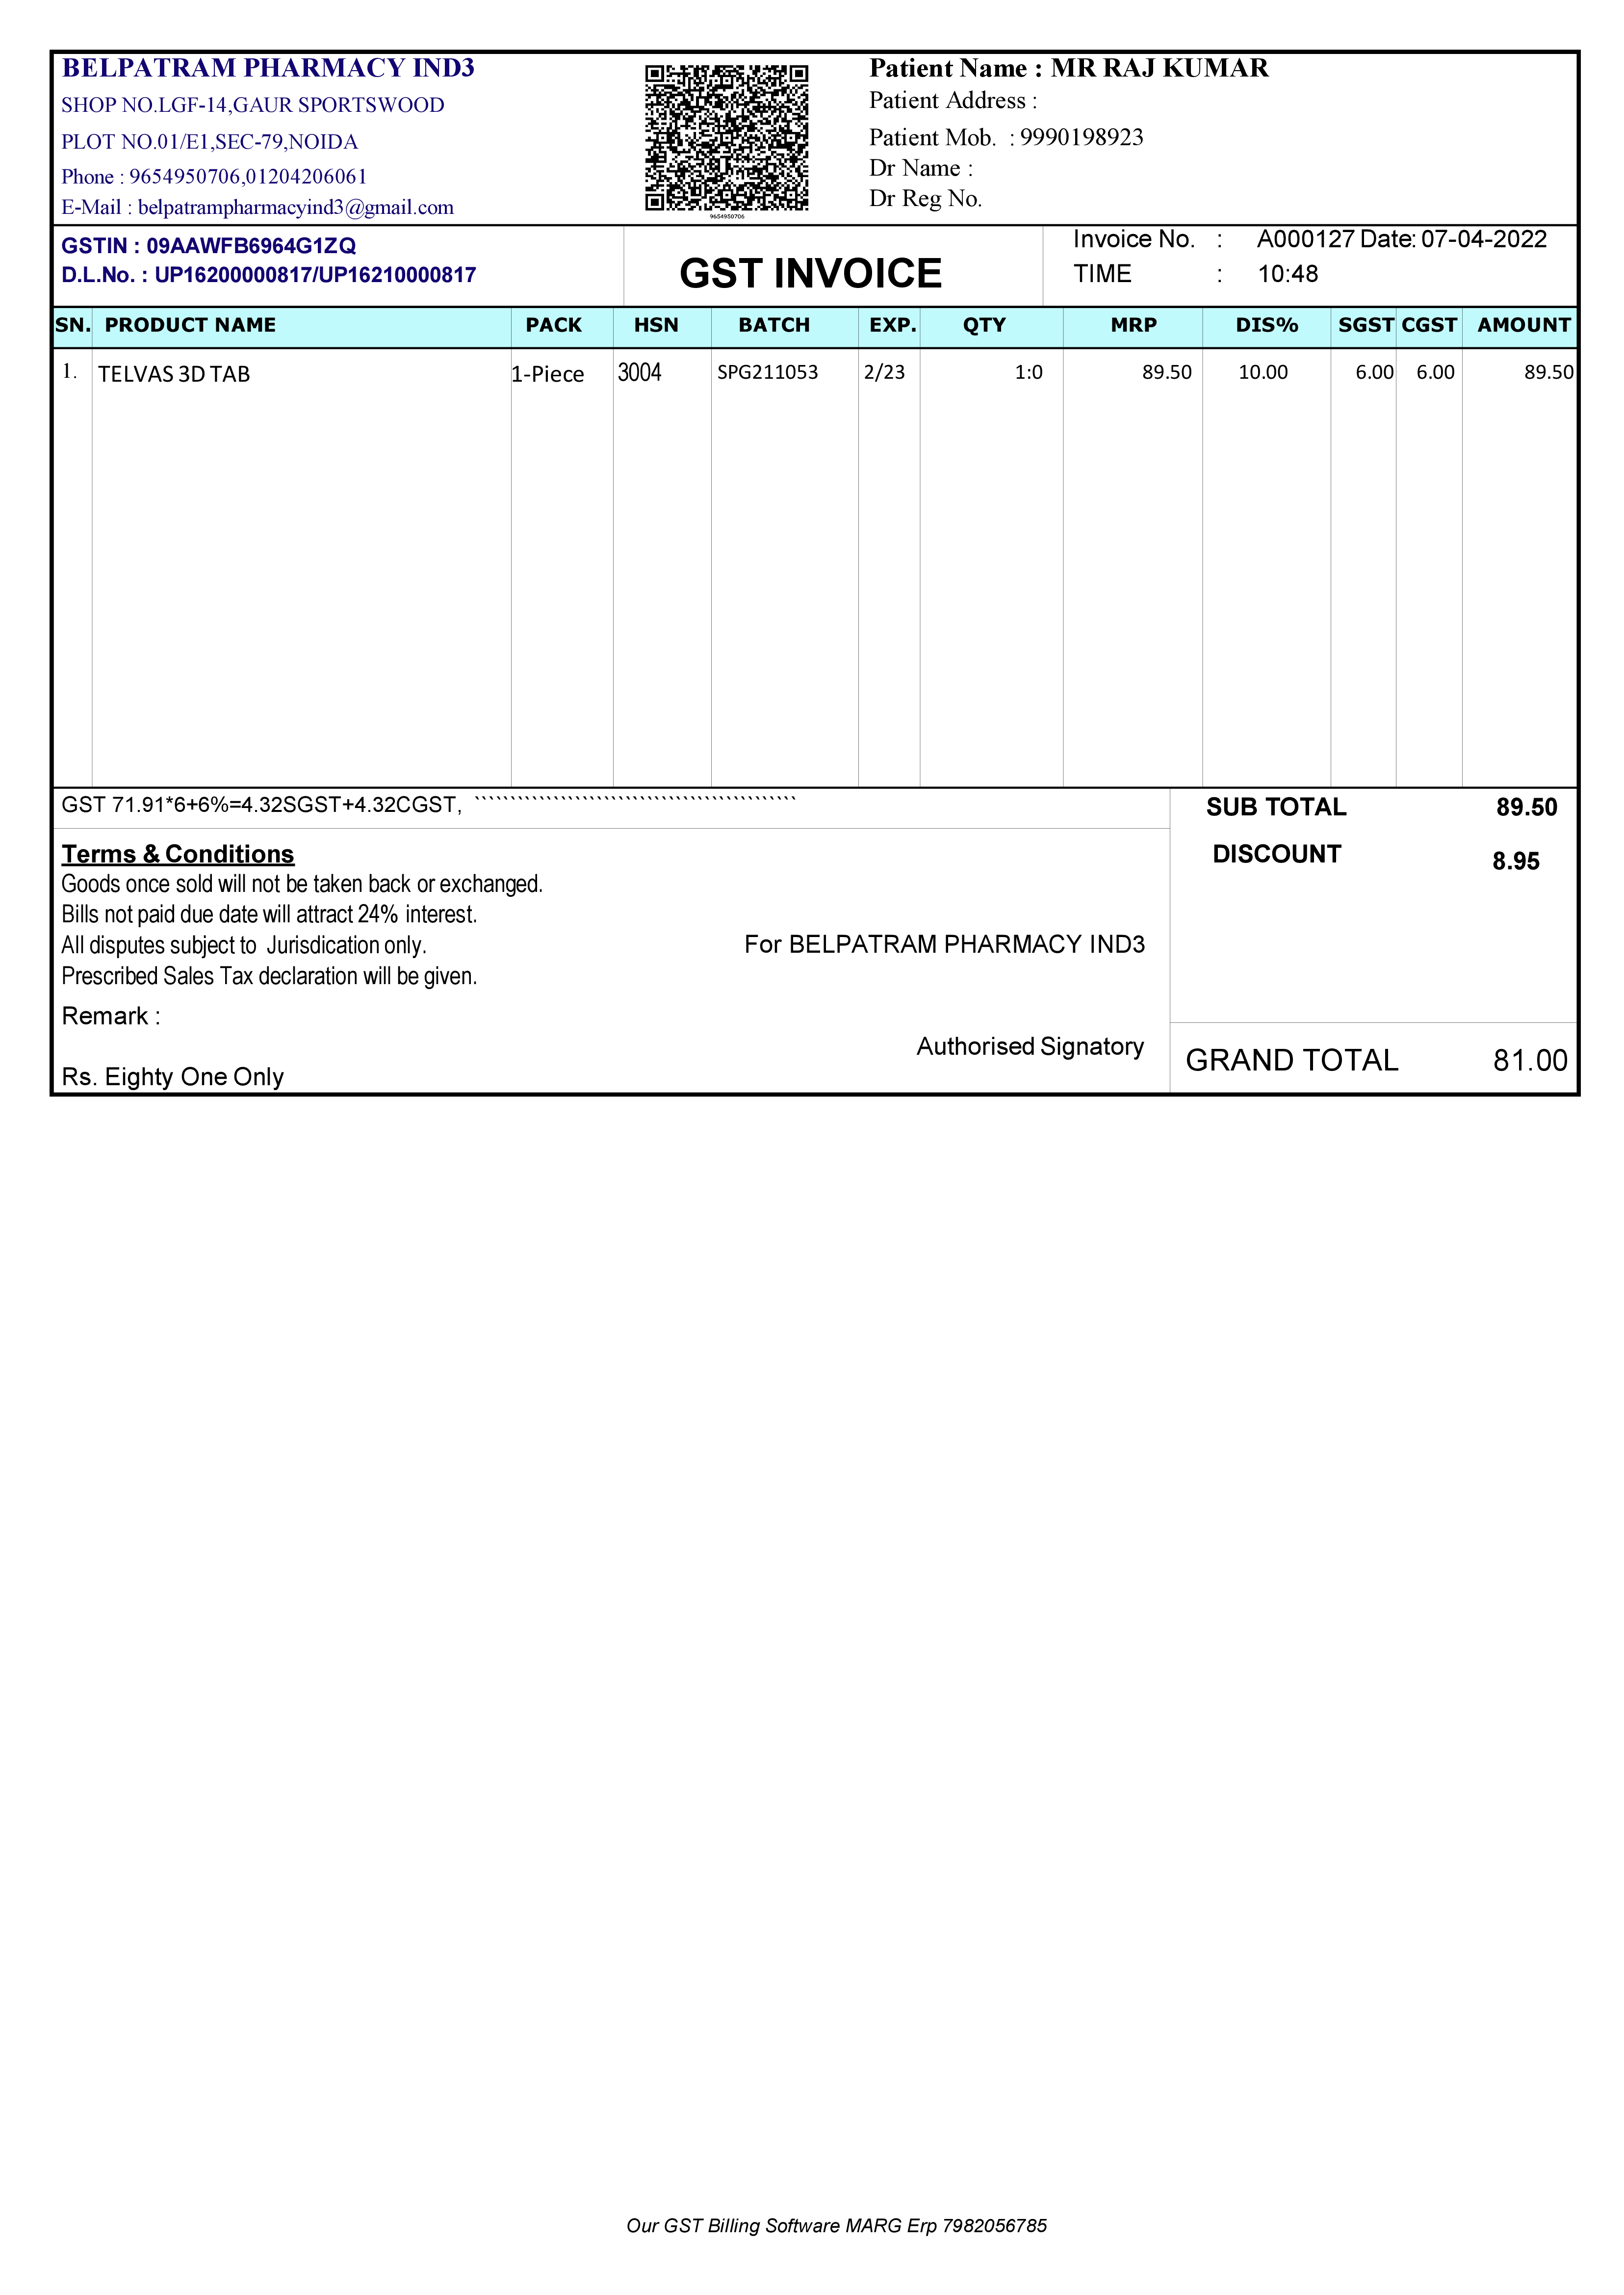 BELPATRAM PHARMACY IND3
SHOP NO.LGF-14,GAUR SPORTSWOOD
PLOT NO.01/E1,SEC-79,NOIDA
Phone : 9654950706,01204206061
E-Mail : belpatrampharmacyind3@gmail.com
9654950706
Patient Name : MR RAJ KUMAR
Patient Address :
Patient Mob. : 9990198923
Dr Name :
Dr Reg No.
GSTIN : 09AAWFB6964G1ZQ
D.L.No. : UP16200000817/UP16210000817
GST INVOICE
Invoice No. : A000127 Date: 07-04-2022
TIME : 10:48
SN. PRODUCT NAME PACK HSN BATCH EXP. QTY MRP DIS% SGST CGST AMOUNT
1. TELVAS 3D TAB 1-Piece 3004 SPG211053 2/23 1:0 89.50 10.00 6.00 6.00 89.50
GST 71.91*6+6%=4.32SGST+4.32CGST, `````````````````````````````````````````````
SUB TOTAL 89.50
DISCOUNT 8.95
Terms & Conditions
Goods once sold will not be taken back or exchanged.
Bills not paid due date will attract 24% interest.
All disputes subject to Jurisdication only.
Prescribed Sales Tax declaration will be given.
For BELPATRAM PHARMACY IND3
Remark :
Authorised Signatory
Rs. Eighty One Only
GRAND TOTAL 81.00
Our GST Billing Software MARG Erp 7982056785